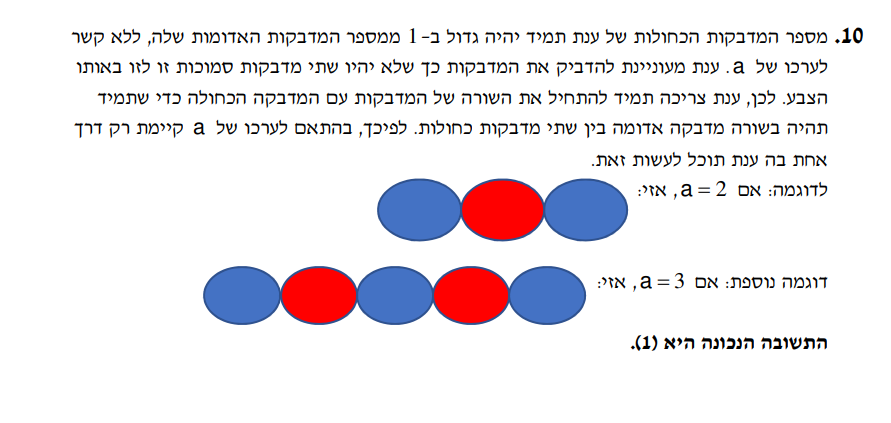 10. מספר המדבקות הכחולות של ענת תמיד יהיה גדול ב-1 ממספר המדבקות האדומות שלה, ללא קשר
לערכו של a. ענת מעוניינת להדביק את המדבקות כך שלא יהיו שתי מדבקות סמוכות זו לזו באותו
הצבע. לכן, ענת צריכה תמיד להתחיל את השורה של המדבקות עם המדבקה הכחולה כדי שתמיד
תהיה בשורה מדבקה אדומה בין שתי מדבקות כחולות. לפיכך, בהתאם לערכו של a קיימת רק דרך
אחת בה ענת תוכל לעשות זאת.
לדוגמה: אם a = 2, אזי:
דוגמה נוספת: אם a = 3, אזי:
התשובה הנכונה היא (1).